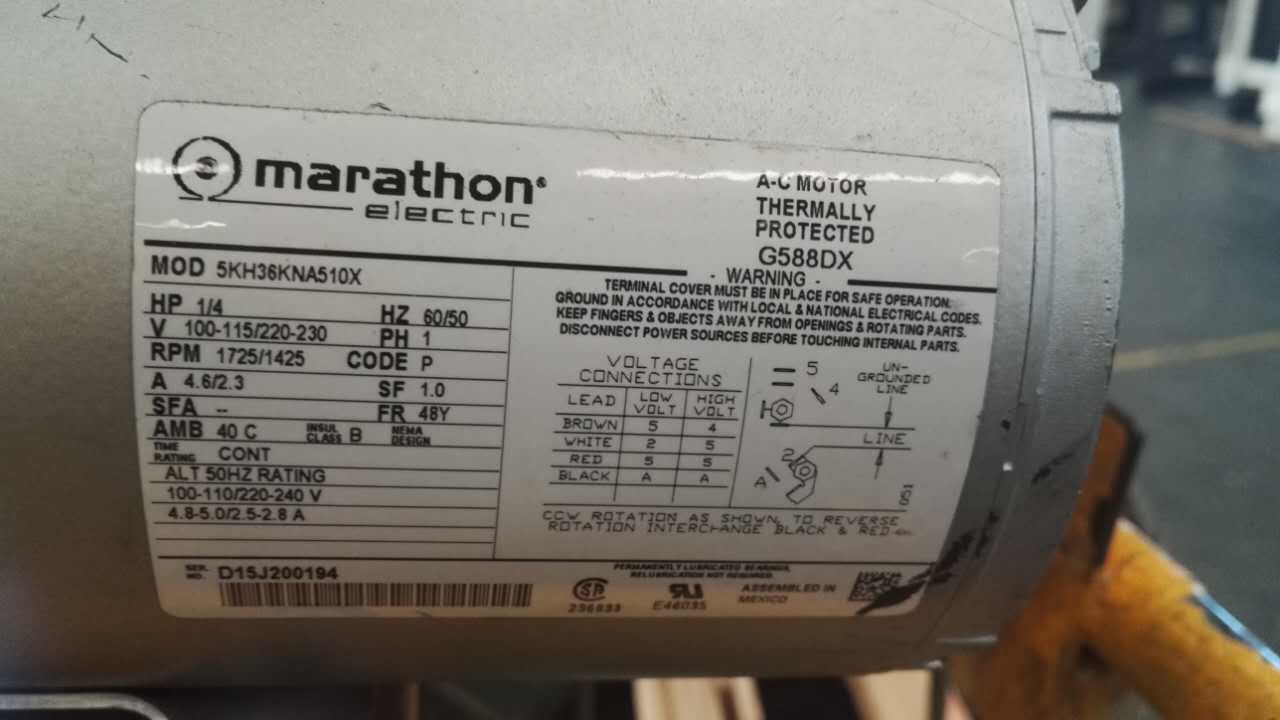 marathon
electric
A-C MOTOR
THERMALLY
PROTECTED
G588DX
MOD 5KH36KNA510X
HP 1/4 HZ 60/50
V 100-115/220-230 PH 1
RPM 1725/1425 CODE P
A 4.6/2.3 SF 1.0
SFA -- FR 48Y
AMB 40 C INSUL CLASS B NEMA DESIGN
TIME RATING CONT
ALT 50HZ RATING
100-110/220-240 V
4.8-5.0/2.5-2.8 A
- WARNING -
TERMINAL COVER MUST BE IN PLACE FOR SAFE OPERATION.
GROUND IN ACCORDANCE WITH LOCAL & NATIONAL ELECTRICAL CODES.
KEEP FINGERS & OBJECTS AWAY FROM OPENINGS & ROTATING PARTS.
DISCONNECT POWER SOURCES BEFORE TOUCHING INTERNAL PARTS.
VOLTAGE
CONNECTIONS
LEAD LOW VOLT HIGH VOLT
BROWN 5 4
WHITE 2 5
RED 5 5
BLACK A A
5
4
UN-
GROUNDED
LINE
LINE
2
A
CCW ROTATION AS SHOWN, TO REVERSE
ROTATION INTERCHANGE BLACK & RED
SER. NO. D15J200194
PERMANENTLY LUBRICATED BEARINGS,
RELUBRICATION NOT REQUIRED.
ASSEMBLED IN
MEXICO
E46035